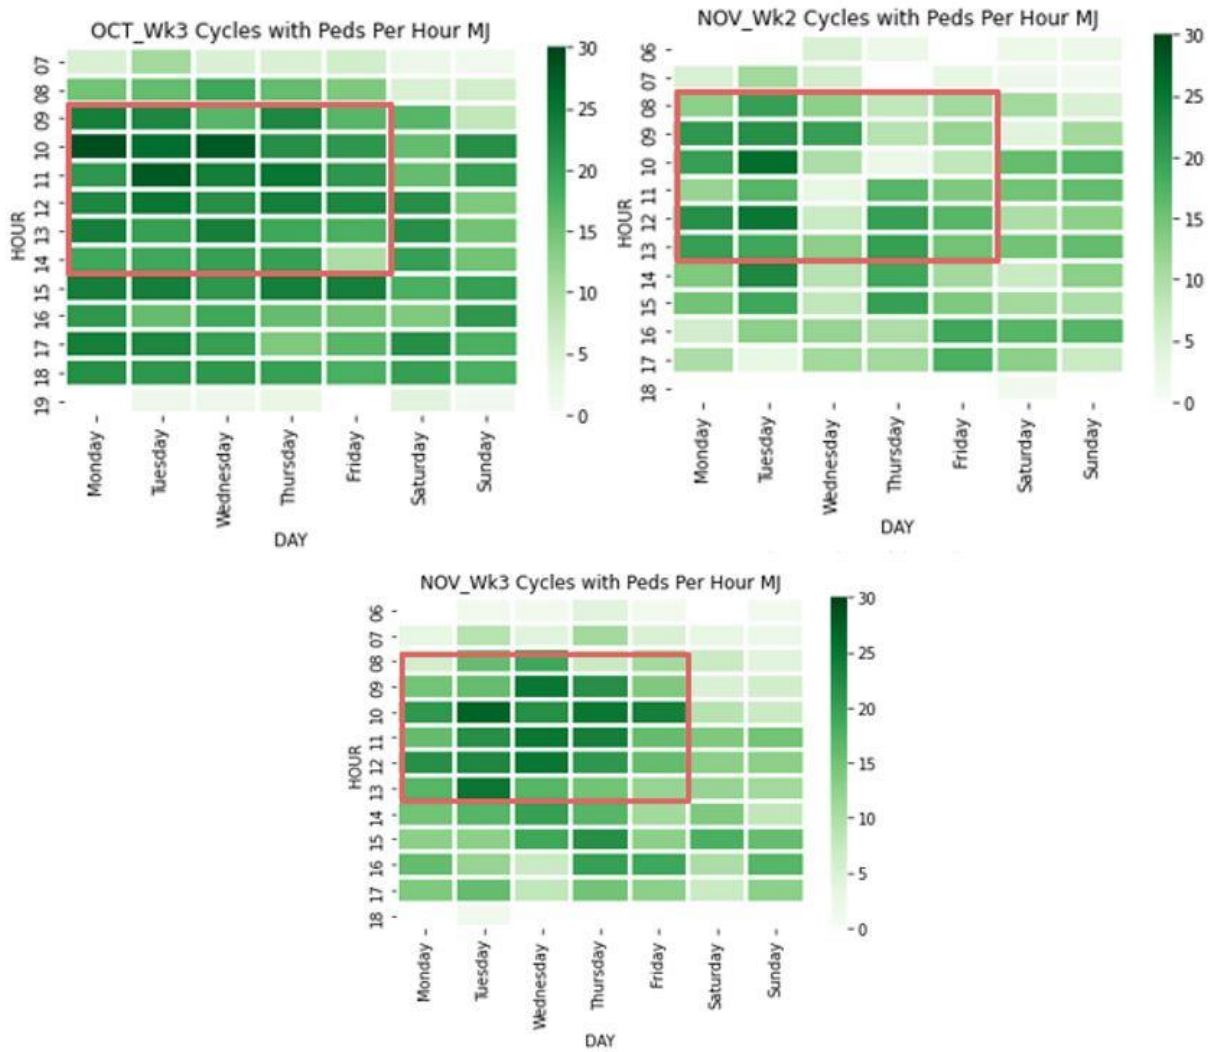 OCT_Wk3 Cycles with Peds Per Hour MJ
HOUR
07
08
09
10
11
12
13
14
15
16
17
18
19
Monday
Tuesday
Wednesday
Thursday
Friday
Saturday
Sunday
DAY
30
25
20
15
10
5
0
NOV_Wk2 Cycles with Peds Per Hour MJ
HOUR
06
07
08
09
10
11
12
13
14
15
16
17
18
Monday
Tuesday
Wednesday
Thursday
Friday
Saturday
Sunday
DAY
30
25
20
15
10
5
0
NOV_Wk3 Cycles with Peds Per Hour MJ
HOUR
06
07
08
09
10
11
12
13
14
15
16
17
18
Monday
Tuesday
Wednesday
Thursday
Friday
Saturday
Sunday
DAY
30
25
20
15
10
5
0